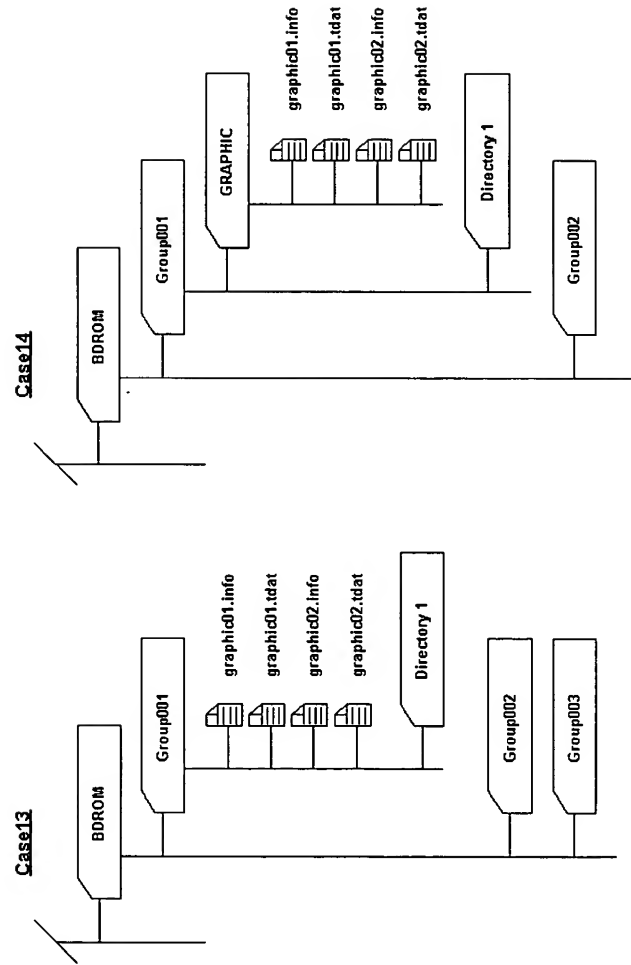 Case13
BDROM
Group001
graphic01.info
graphic01.tdat
graphic02.info
graphic02.tdat
Directory 1
Group002
Group003
Case14
BDROM
Group001
GRAPHIC
graphic01.info
graphic01.tdat
graphic02.info
graphic02.tdat
Directory 1
Group002